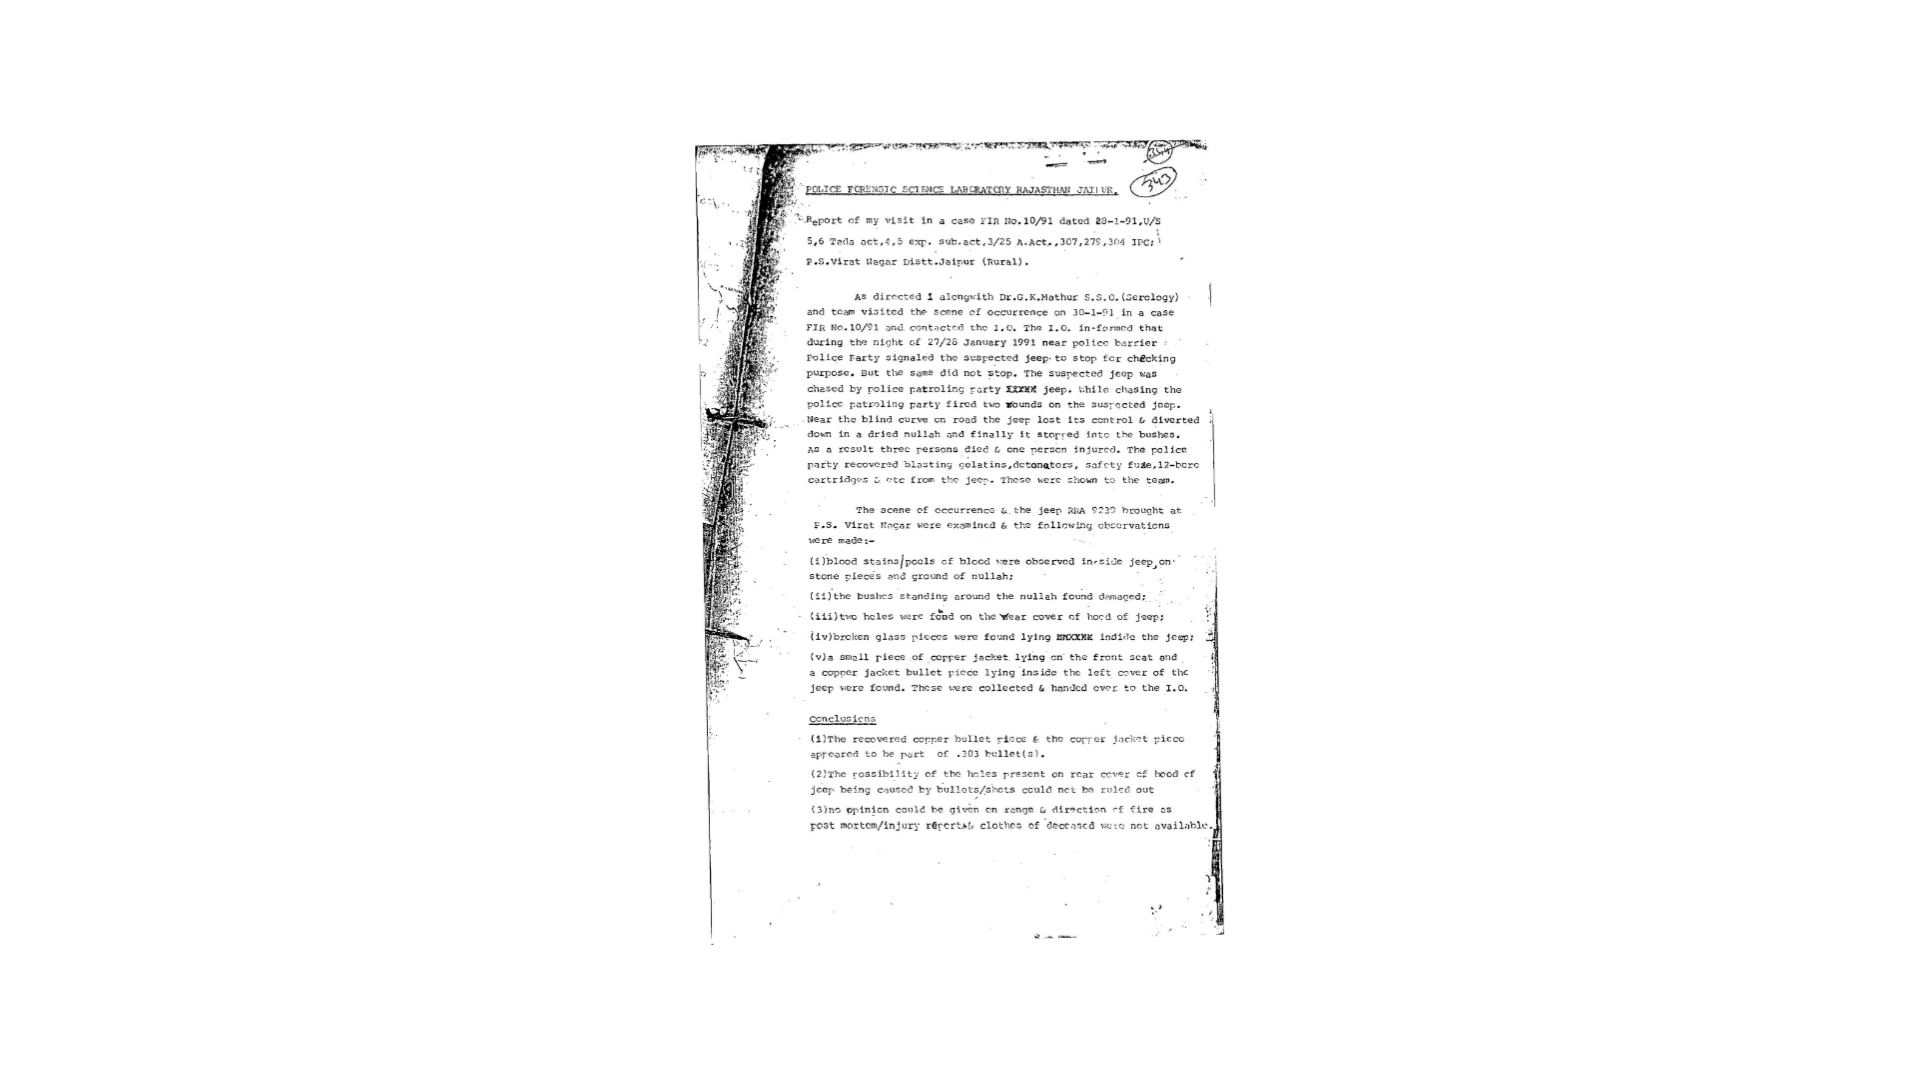 344
343
POLICE FORENSIC SCIENCE LABORATORY RAJASTHAN JAIPUR.
Report of my visit in a case FIR No.10/91 dated 28-1-91,U/S
5,6 Tada act,4,5 exp. sub.act,3/25 A.Act.,307,279,304 IPC;
P.S.Virat Nagar Distt.Jaipur (Rural).
As directed I alongwith Dr.G.K.Mathur S.S.O.(Serology)
and team visited the scene of occurrence on 30-1-91 in a case
FIR No.10/91 and contacted the I.O. The I.O. in-formed that
during the night of 27/28 January 1991 near police barrier
Police Party signaled the suspected jeep to stop for checking
purpose. But the same did not stop. The suspected jeep was
chased by police patroling party jeep. While chasing the
police patroling party fired two rounds on the suspected jeep.
Near the blind curve on road the jeep lost its control & diverted
down in a dried nullah and finally it stopped into the bushes.
As a result three persons died & one person injured. The police
party recovered blasting gelatins,detonators, safety fuse,12-bore
cartridges & etc from the jeep. These were shown to the team.
The scene of occurrence & the jeep RRA 9239 brought at
P.S. Virat Nagar were examined & the following observations
were made:-
(i)blood stains/pools of blood were observed in-side jeep,on
stone pieces and ground of nullah;
(ii)the bushes standing around the nullah found damaged;
(iii)two holes were fond on the rear cover of hood of jeep;
(iv)broken glass pieces were found lying indide the jeep;
(v)a small piece of copper jacket lying on the front seat and
a copper jacket bullet piece lying inside the left cover of the
jeep were found. These were collected & handed over to the I.O.
Conclusions
(1)The recovered copper bullet piece & the copper jacket piece
appeared to be part of .303 bullet(s).
(2)The possibility of the holes present on rear cover of hood of
jeep being caused by bullets/shots could not be ruled out
(3)no opinion could be given on range & direction of fire as
post mortem/injury reports& clothes of deceased were not available.